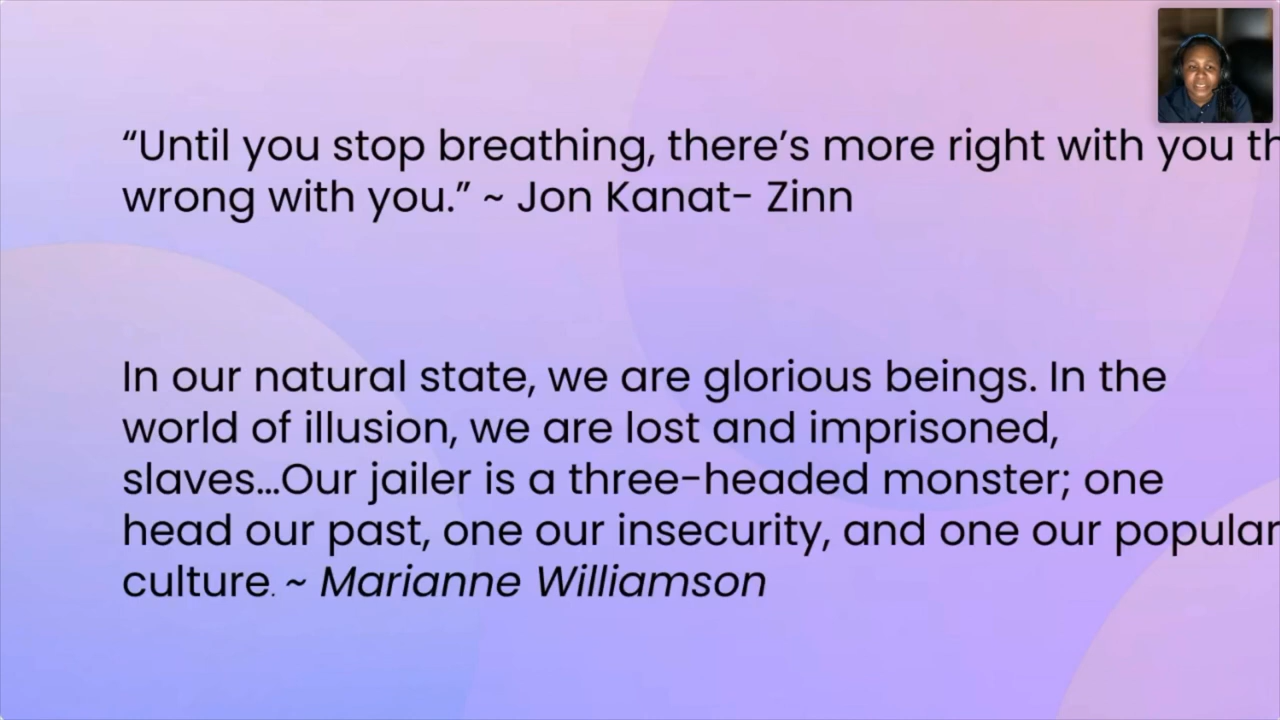 “Until you stop breathing, there’s more right with you th
wrong with you.” ~ Jon Kanat- Zinn
In our natural state, we are glorious beings. In the
world of illusion, we are lost and imprisoned,
slaves...Our jailer is a three-headed monster; one
head our past, one our insecurity, and one our popular
culture. ~ Marianne Williamson